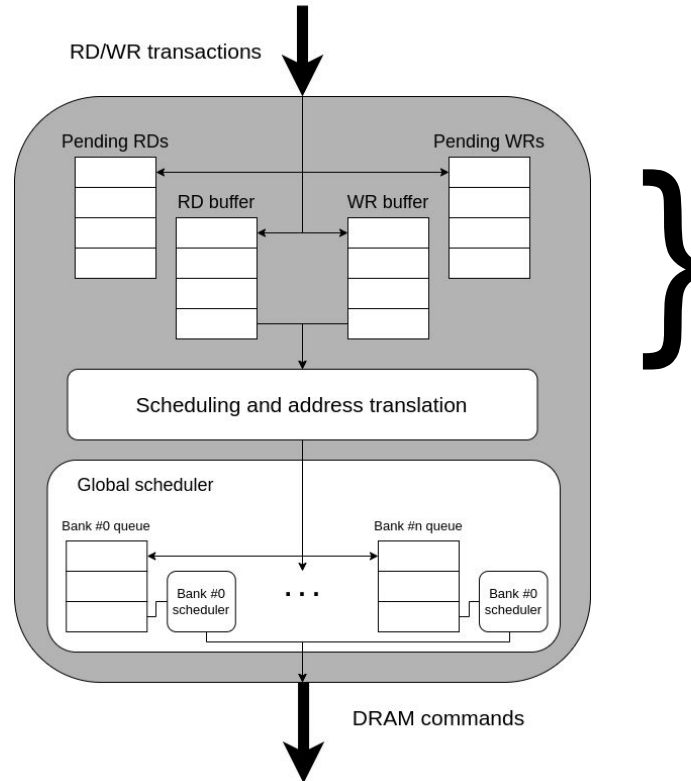 RD/WR transactions
Pending RDs
Pending WRs
RD buffer
WR buffer
Scheduling and address translation
Global scheduler
Bank #0 queue
Bank #n queue
Bank #0
scheduler
. . .
Bank #0
scheduler
DRAM commands